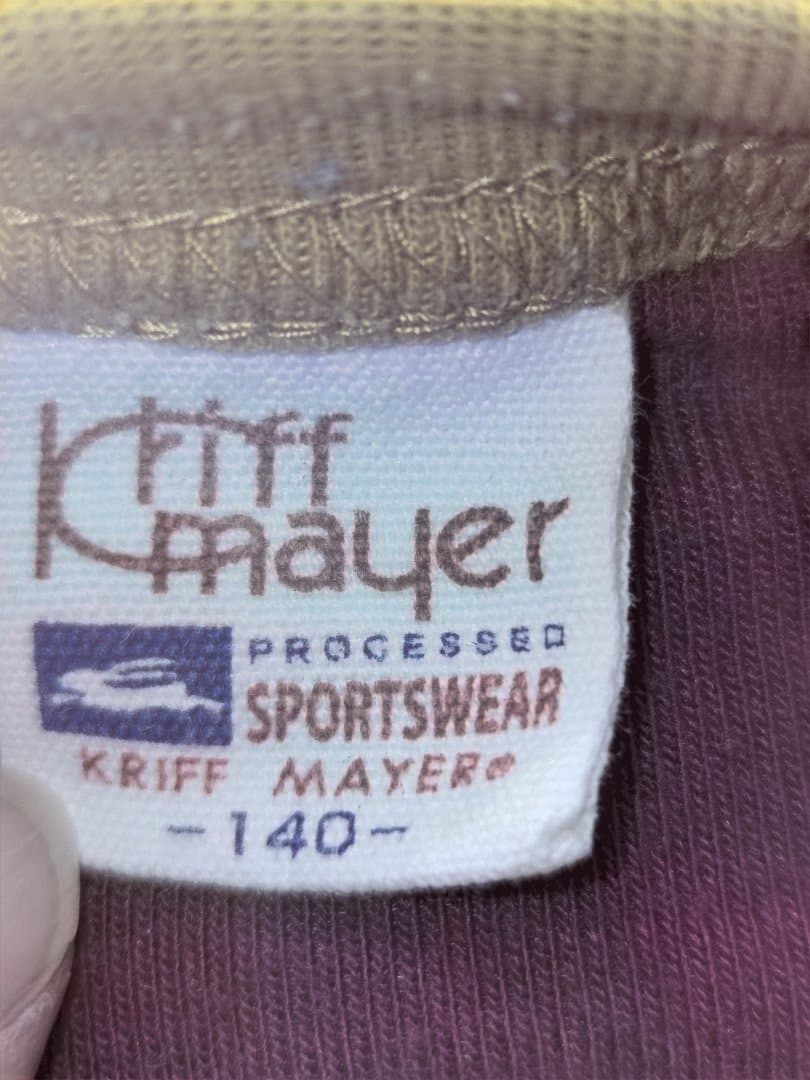 Kriff
mayer
PROCESSED
SPORTSWEAR
KRIFF MAYER®
-140-